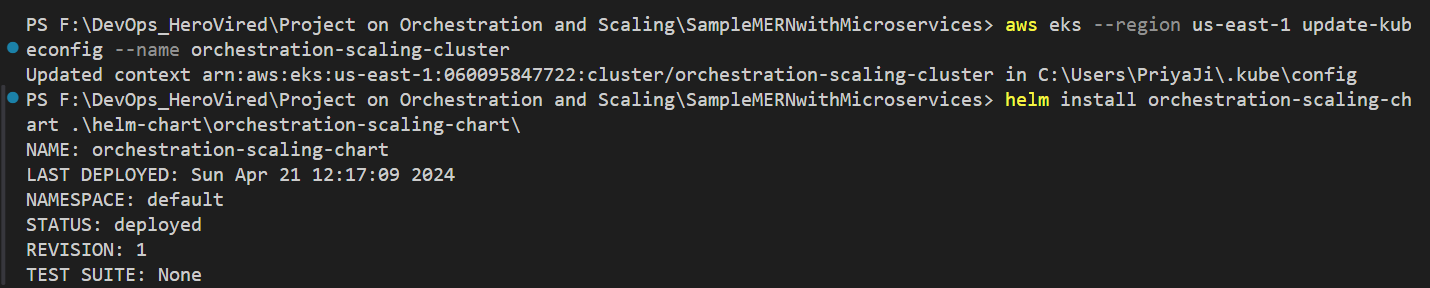 PS F:\DevOps_HeroVired\Project on Orchestration and Scaling\SampleMERNwithMicroservices> aws eks --region us-east-1 update-kub
econfig --name orchestration-scaling-cluster
Updated context arn:aws:eks:us-east-1:060095847722:cluster/orchestration-scaling-cluster in C:\Users\PriyaJi\.kube\config
PS F:\DevOps_HeroVired\Project on Orchestration and Scaling\SampleMERNwithMicroservices> helm install orchestration-scaling-ch
art .\helm-chart\orchestration-scaling-chart\
NAME: orchestration-scaling-chart
LAST DEPLOYED: Sun Apr 21 12:17:09 2024
NAMESPACE: default
STATUS: deployed
REVISION: 1
TEST SUITE: None